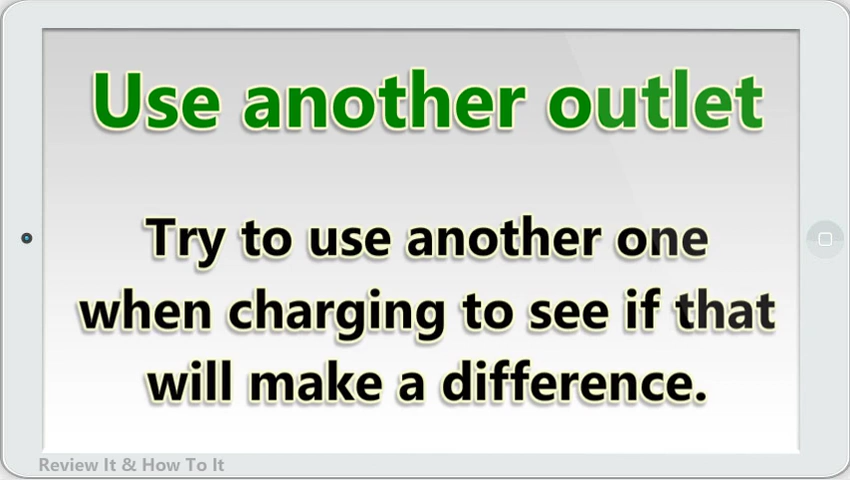 Use another outlet
Try to use another one
when charging to see if that
will make a difference.
Review It & How To It